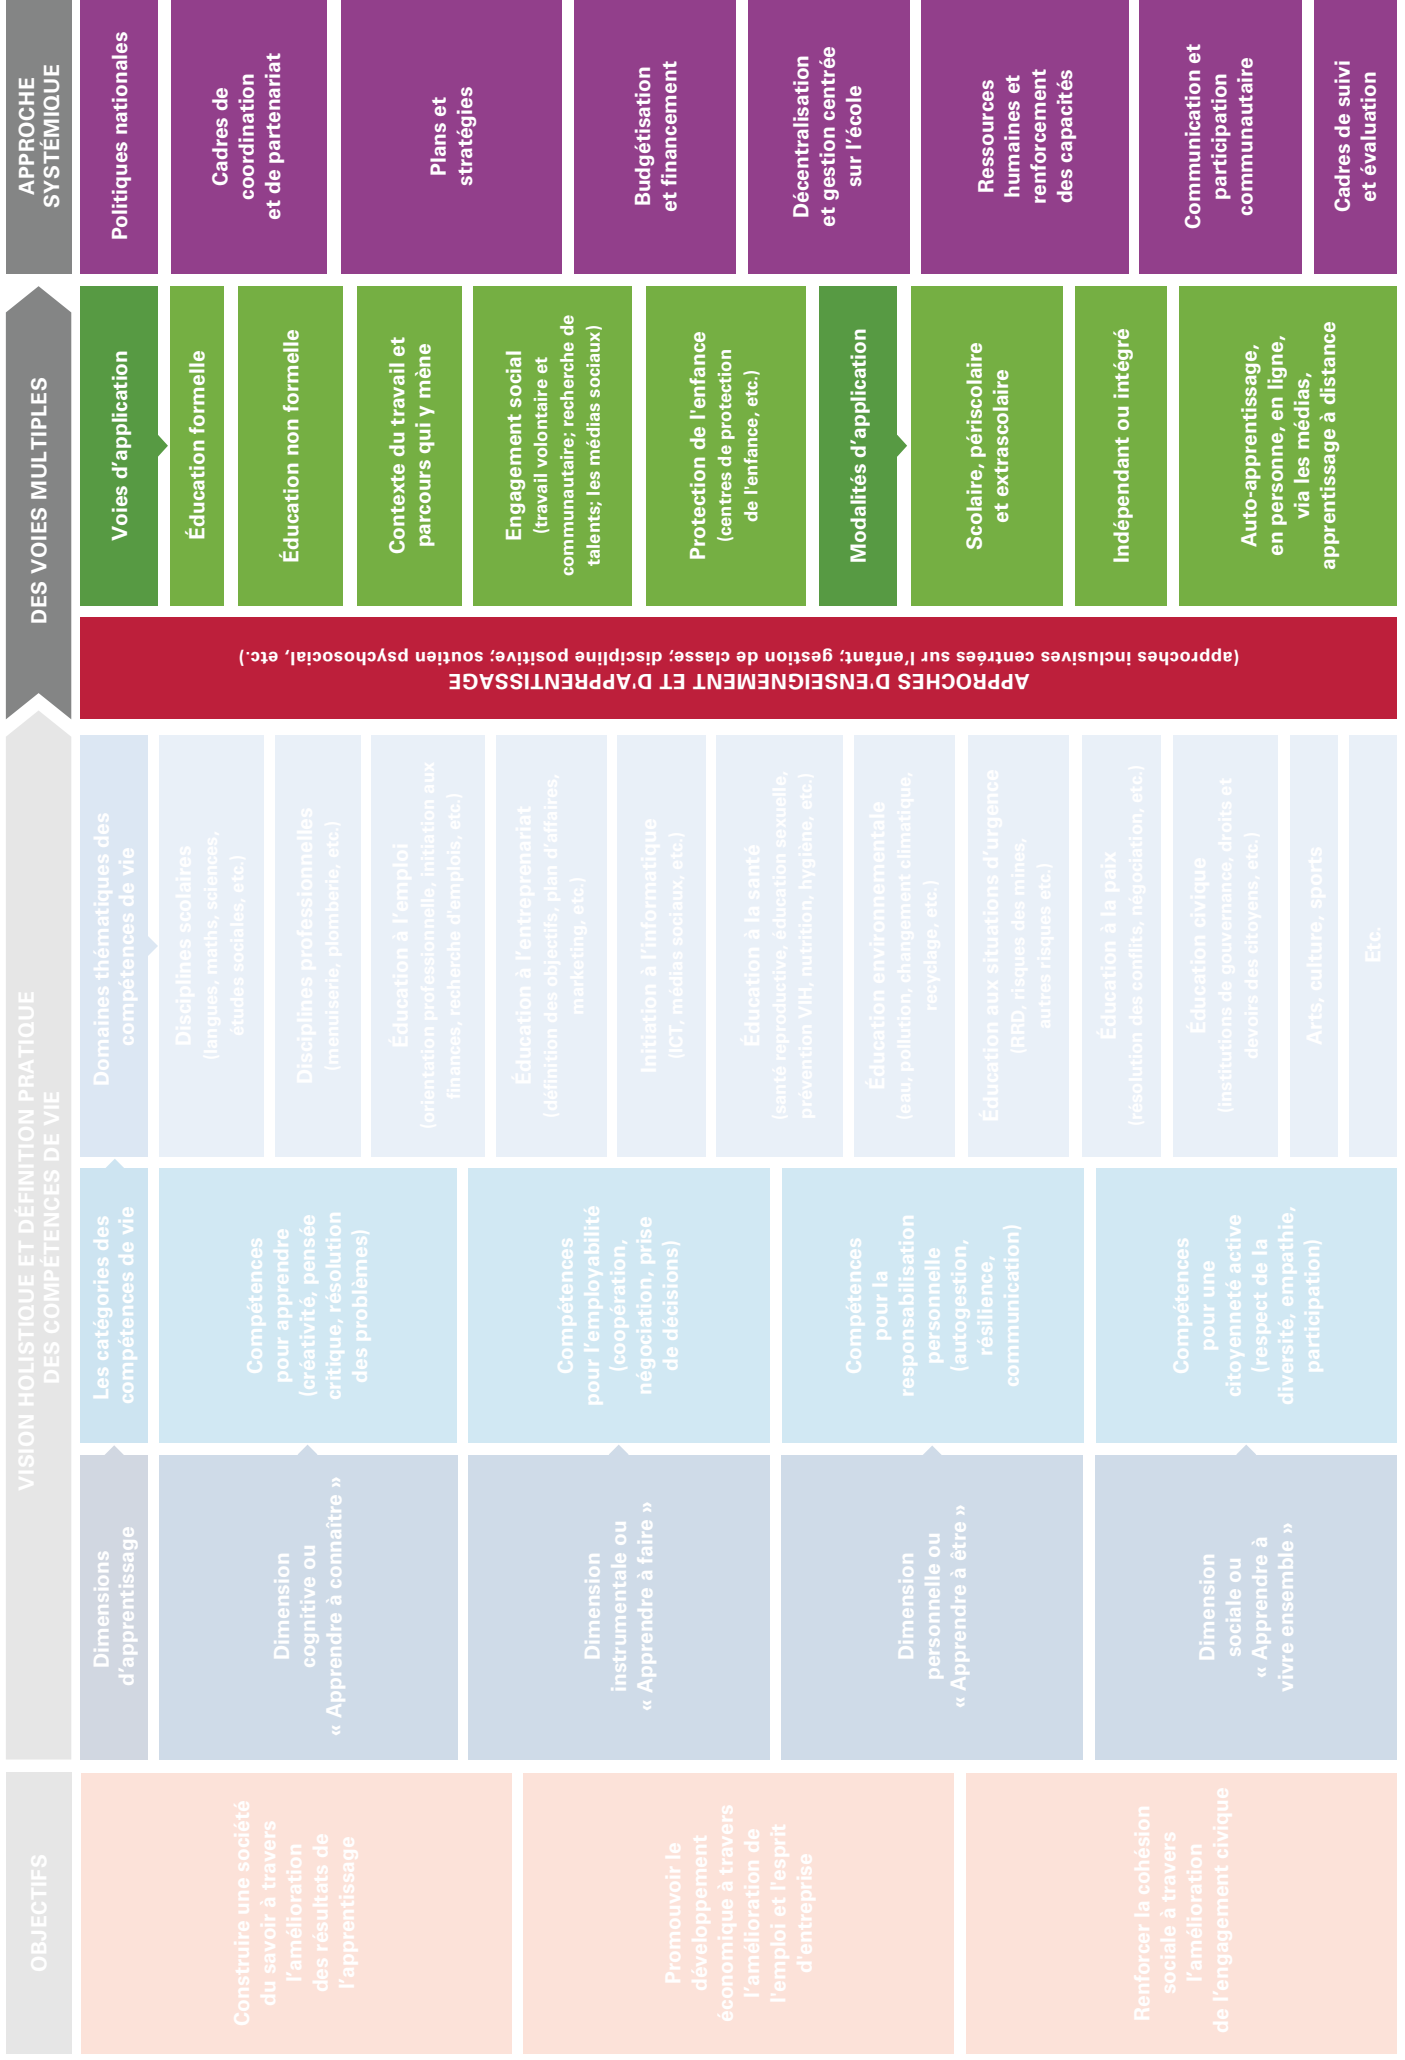 OBJECTIFS
Construire une société
du savoir à travers
l'amélioration
des résultats de
l'apprentissage
Promouvoir le
développement
économique à travers
l'amélioration de
l'emploi et l'esprit
d'entreprise
Renforcer la cohésion
sociale à travers
l'amélioration
de l'engagement civique
VISION HOLISTIQUE ET DÉFINITION PRATIQUE
DES COMPÉTENCES DE VIE
Dimensions
d'apprentissage
Dimension
cognitive ou
« Apprendre à connaître »
Dimension
instrumentale ou
« Apprendre à faire »
Dimension
personnelle ou
« Apprendre à être »
Dimension
sociale ou
« Apprendre à
vivre ensemble »
Les catégories des
compétences de vie
Compétences
pour apprendre
(créativité, pensée
critique, résolution
des problèmes)
Compétences
pour l'employabilité
(coopération,
négociation, prise
de décisions)
Compétences
pour la
responsabilisation
personnelle
(autogestion,
résilience,
communication)
Compétences
pour une
citoyenneté active
(respect de la
diversité, empathie,
participation)
Domaines thématiques des
compétences de vie
Disciplines scolaires
(langues, maths, sciences,
études sociales, etc.)
Disciplines professionnelles
(menuiserie, plomberie, etc.)
Éducation à l'emploi
(orientation professionnelle, initiation aux
finances, recherche d'emplois, etc.)
Éducation à l'entreprenariat
(définition des objectifs, plan d'affaires,
marketing, etc.)
Initiation à l'informatique
(ICT, médias sociaux, etc.)
Éducation à la santé
(santé reproductive, éducation sexuelle,
prévention VIH, nutrition, hygiène, etc.)
Éducation environnementale
(eau, pollution, changement climatique,
recyclage, etc.)
Éducation aux situations d'urgence
(RRD, risques des mines,
autres risques etc.)
Éducation à la paix
(résolution des conflits, négociation, etc.)
Éducation civique
(institutions de gouvernance, droits et
devoirs des citoyens, etc.)
Arts, culture, sports
Etc.
APPROCHES D'ENSEIGNEMENT ET D'APPRENTISSAGE
(approches inclusives centrées sur l'enfant; gestion de classe; discipline positive; soutien psychosocial, etc.)
DES VOIES MULTIPLES
Voies d'application
Éducation formelle
Éducation non formelle
Contexte du travail et
parcours qui y mène
Engagement social
(travail volontaire et
communautaire; recherche de
talents; les médias sociaux)
Protection de l'enfance
(centres de protection
de l'enfance, etc.)
Modalités d'application
Scolaire, périscolaire
et extrascolaire
Indépendant ou intégré
Auto-apprentissage,
en personne, en ligne,
via les médias,
apprentissage à distance
APPROCHE
SYSTÉMIQUE
Politiques nationales
Cadres de
coordination
et de partenariat
Plans et
stratégies
Budgétisation
et financement
Décentralisation
et gestion centrée
sur l'école
Ressources
humaines et
renforcement
des capacités
Communication et
participation
communautaire
Cadres de suivi
et évaluation